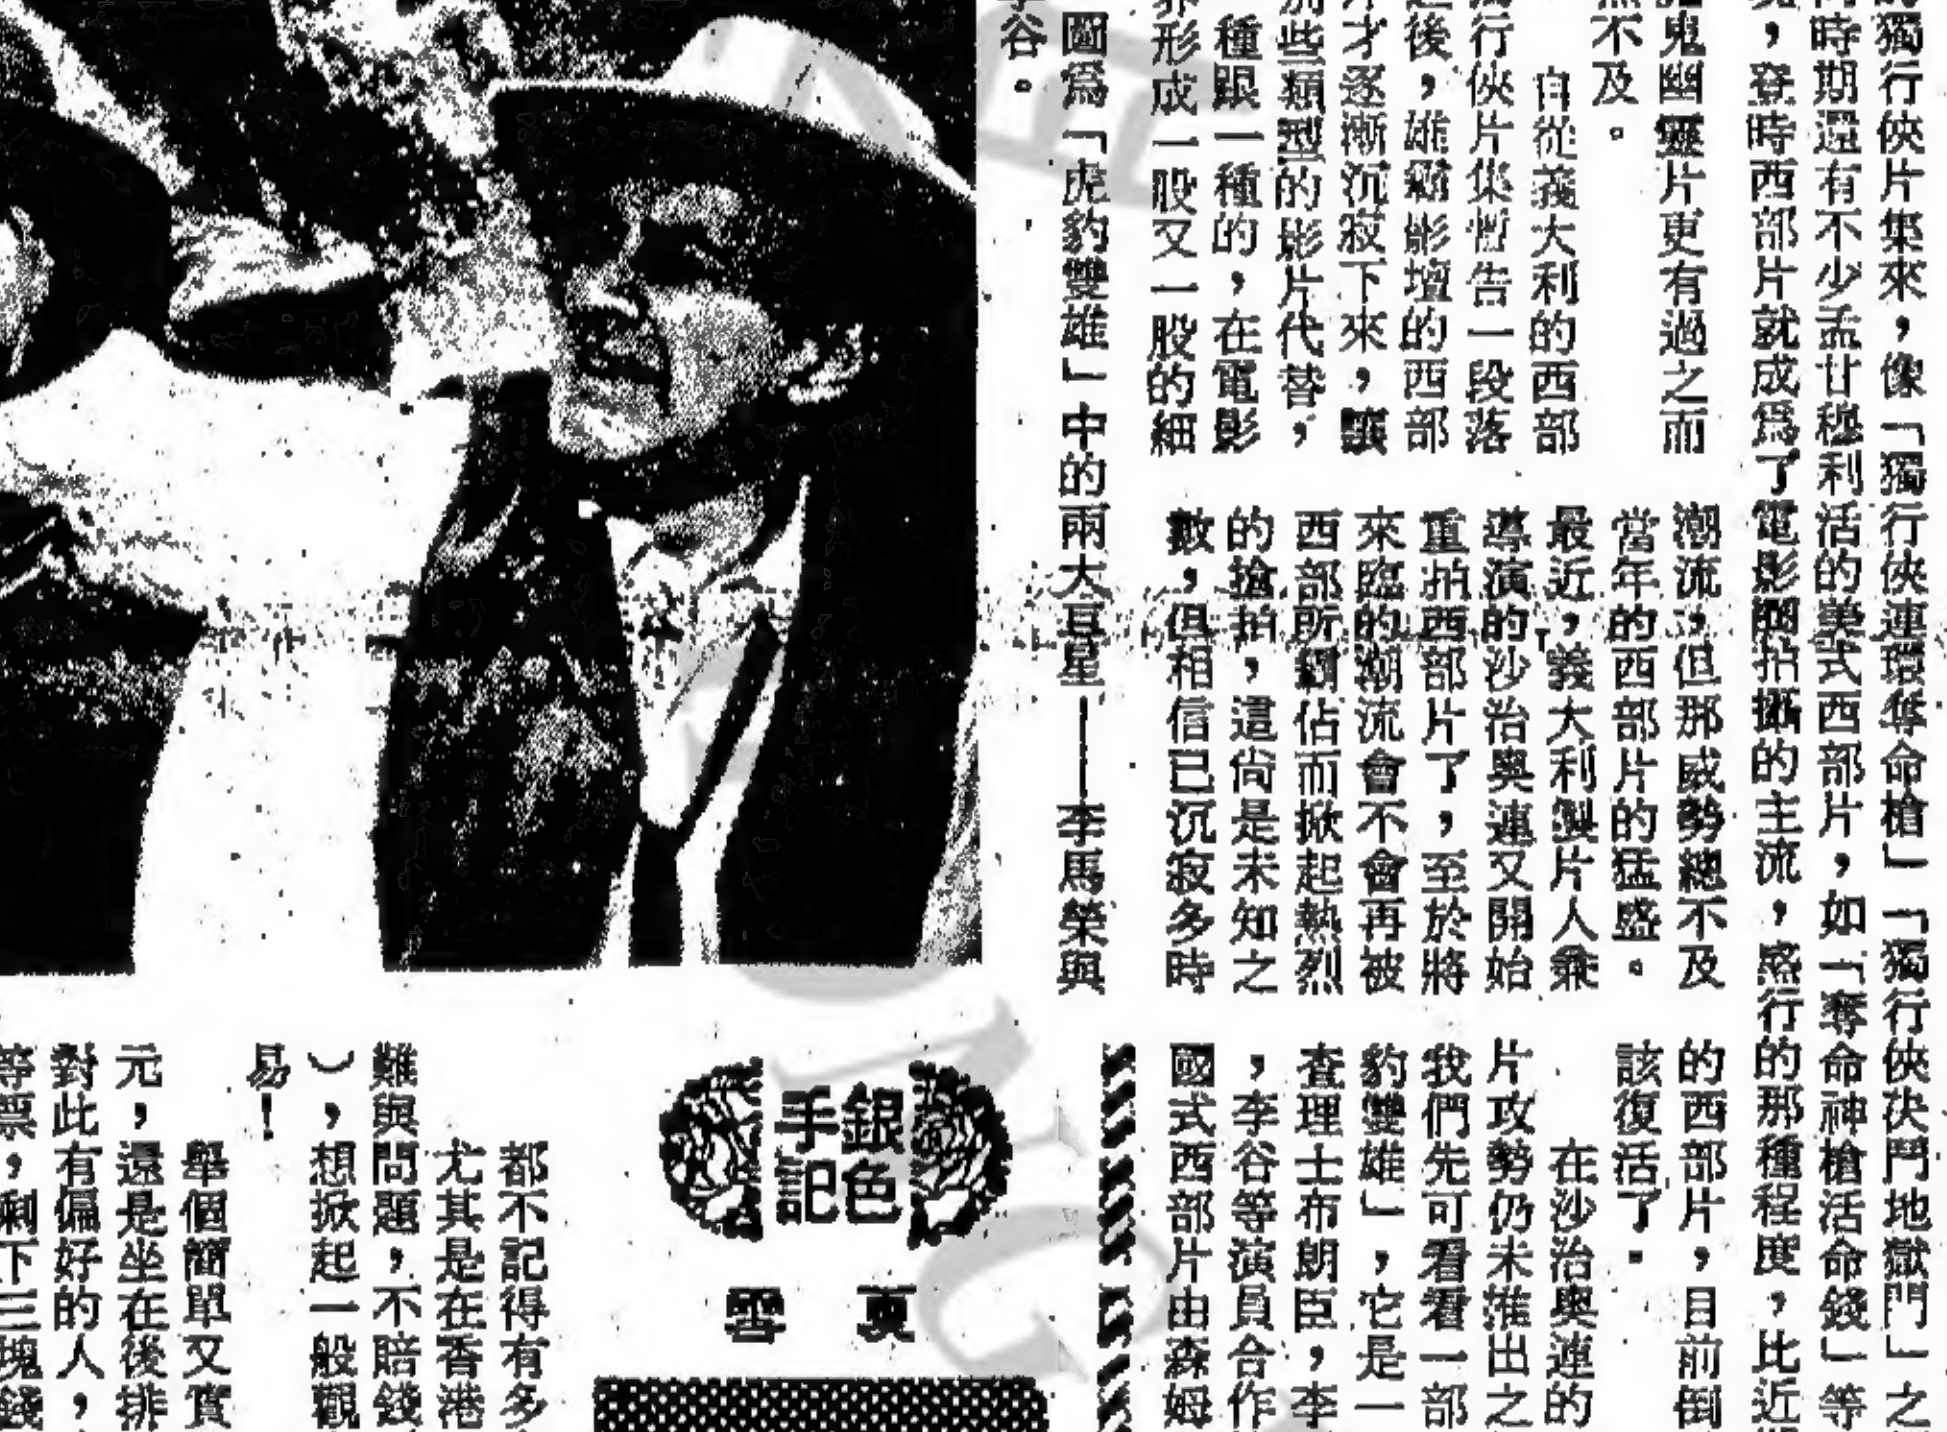 獨行俠片集來，像「獨行俠連環奪命槍」「獨行俠決鬥地獄門」之
時期還有不少孟廿穆利活的美式西部片，如「奪命神槍活命錢」等
，登時西部片就成爲了電影圈拍攝的主流，盛行的那種程度，比近
鬼幽靈片更有過之而
不及。
自從義大利的西部
行俠片集暫告一段落
後，雄霸影壇的西部
才逐漸沉寂下來，讓
些類型的影片代替，
種跟一種的，在電影
形成一股又一股的細
潮流，但那威勢總不及
當年的西部片的猛盛。
最近，義大利製片人兼
導演的沙治奧連又開始
重拍西部片了，至於將
來臨的潮流會不會再被
西部所霸佔而掀起熱烈
的搶拍，這尙是未知之
數，但相信已沉寂多時
的西部片，目前倒
該復活了。
在沙治奧連的
片攻勢仍未推出之
我們先可看看一部
豹雙雄」，它是一
查理士布朗臣，李
，李谷等演員合作
國式西部片由森姆
圖爲「虎豹雙雄」中的兩大巨星——李馬榮與
谷。
銀色
手記
夏雪
都不記得有多
尤其是在香港
難與問題，不賠錢
），想掀起一般觀
易！
舉個簡單又實
元，還是坐在後排
對此有偏好的人，
等票，剩下三塊錢